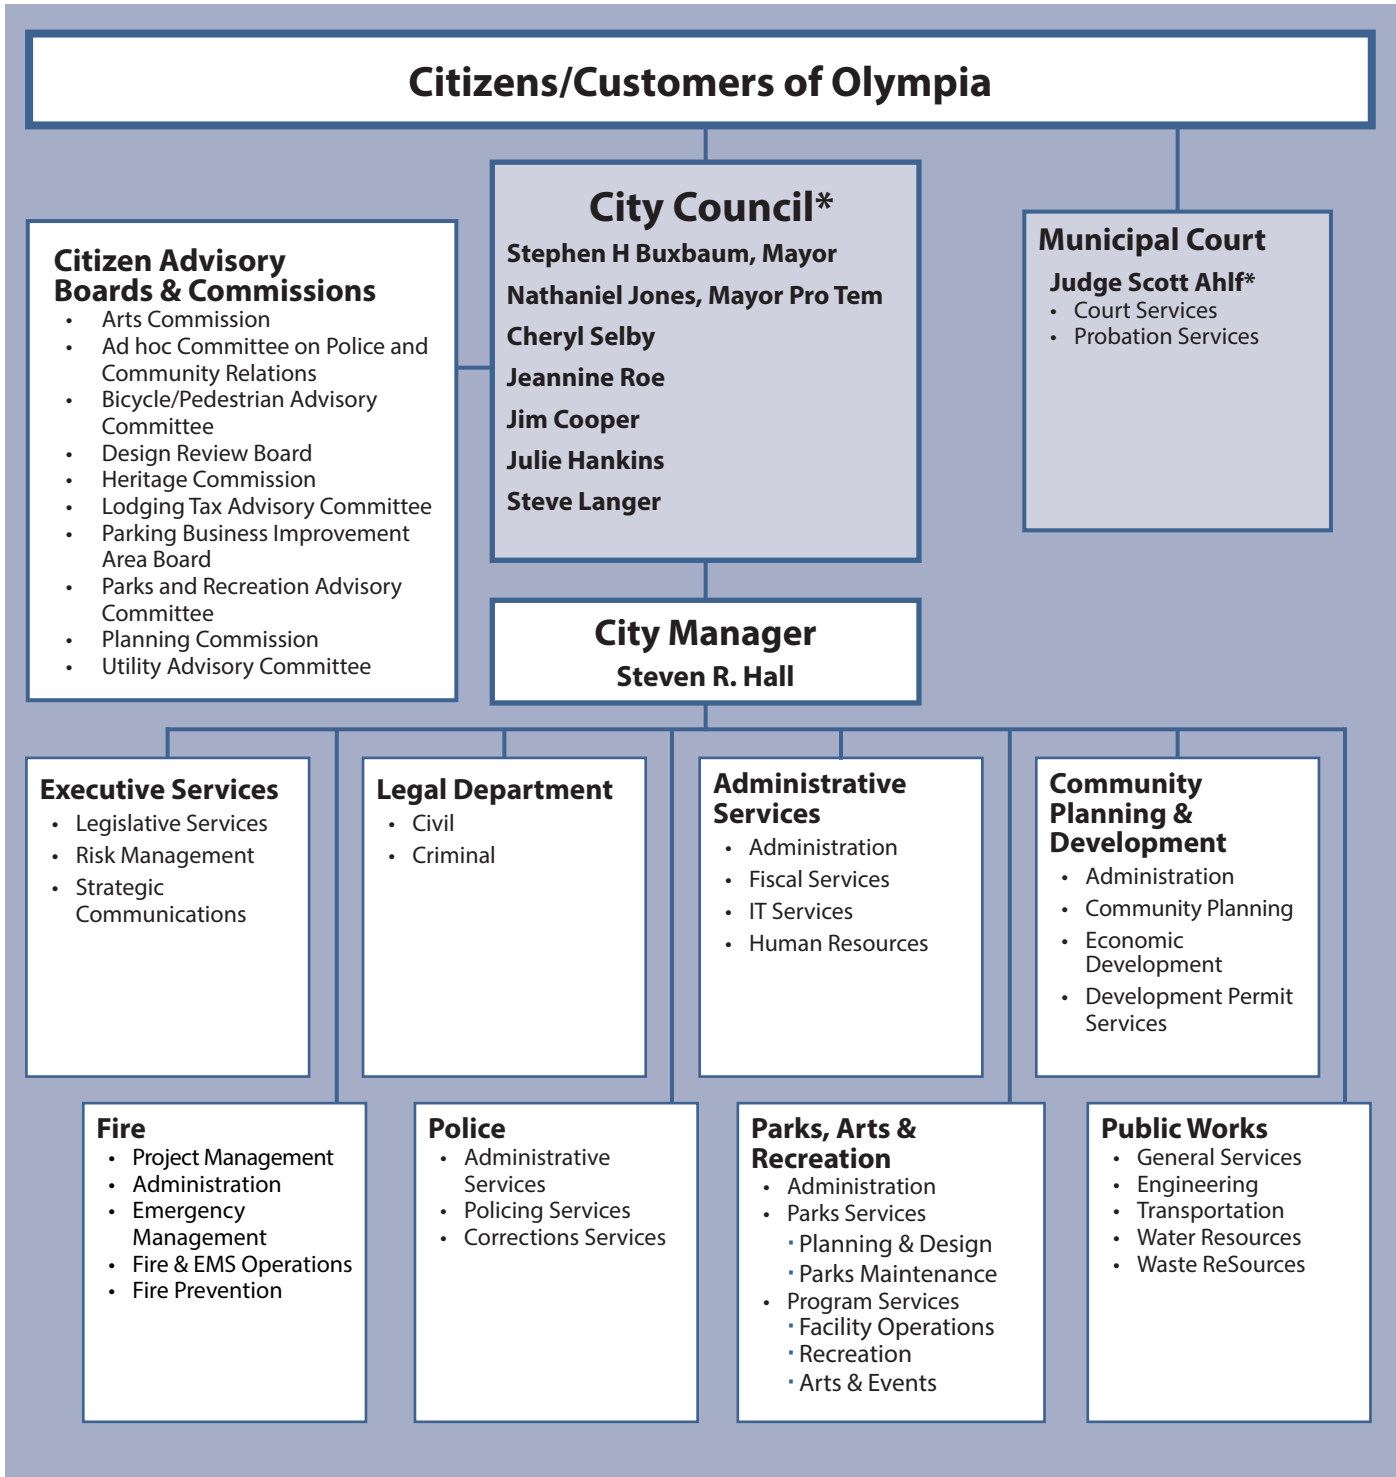 Citizens/Customers of Olympia
City Council*
Stephen H Buxbaum, Mayor
Nathaniel Jones, Mayor Pro Tem
Cheryl Selby
Jeannine Roe
Jim Cooper
Julie Hankins
Steve Langer
Municipal Court
Judge Scott Ahlf*
• Court Services
• Probation Services
Citizen Advisory
Boards & Commissions
• Arts Commission
• Ad hoc Committee on Police and
Community Relations
• Bicycle/Pedestrian Advisory
Committee
• Design Review Board
• Heritage Commission
• Lodging Tax Advisory Committee
• Parking Business Improvement
Area Board
• Parks and Recreation Advisory
Committee
• Planning Commission
• Utility Advisory Committee
City Manager
Steven R. Hall
Executive Services
• Legislative Services
• Risk Management
• Strategic
Communications
Legal Department
• Civil
• Criminal
Administrative
Services
• Administration
• Fiscal Services
• IT Services
• Human Resources
Community
Planning &
Development
• Administration
• Community Planning
• Economic
Development
• Development Permit
Services
Fire
• Project Management
• Administration
• Emergency
Management
• Fire & EMS Operations
• Fire Prevention
Police
• Administrative
Services
• Policing Services
• Corrections Services
Parks, Arts &
Recreation
• Administration
• Parks Services
· Planning & Design
· Parks Maintenance
• Program Services
· Facility Operations
· Recreation
· Arts & Events
Public Works
• General Services
• Engineering
• Transportation
• Water Resources
• Waste ReSources